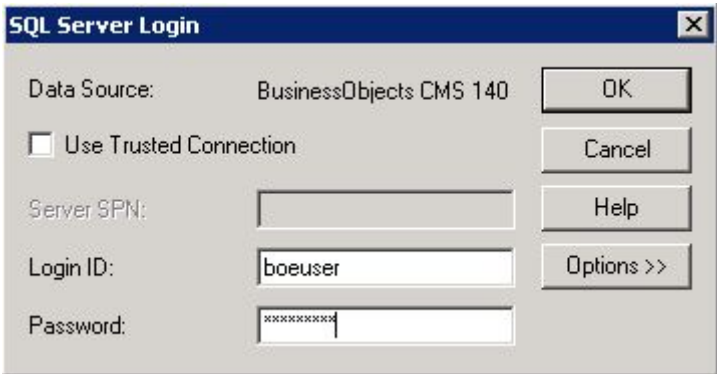 SQL Server Login
Data Source: BusinessObjects CMS 140 OK
Use Trusted Connection Cancel
Server SPN: Help
Login ID: boeuser Options >>
Password: *********